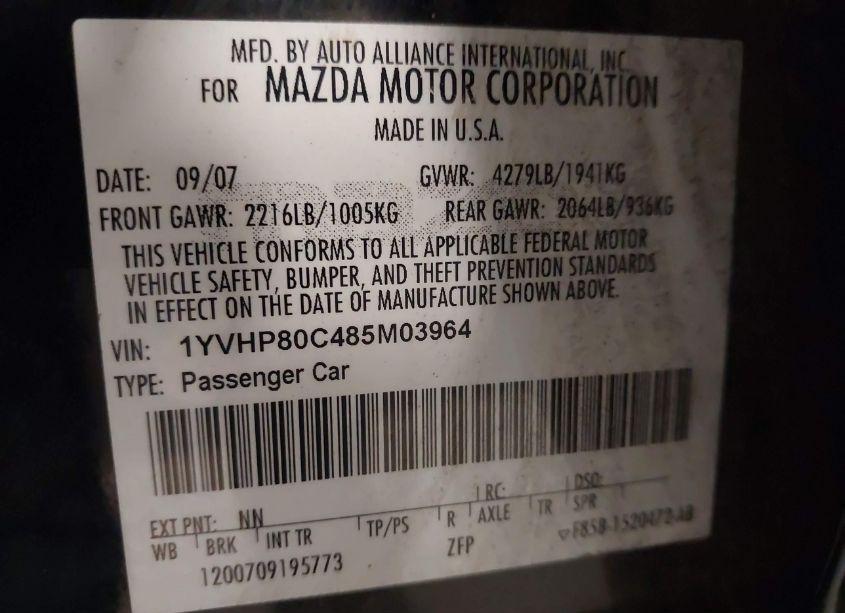 MFD. BY AUTO ALLIANCE INTERNATIONAL, INC.
FOR MAZDA MOTOR CORPORATION
MADE IN U.S.A.
DATE: 09/07 GVWR: 4279LB/1941KG
FRONT GAWR: 2216LB/1005KG REAR GAWR: 2064LB/936KG
THIS VEHICLE CONFORMS TO ALL APPLICABLE FEDERAL MOTOR
VEHICLE SAFETY, BUMPER, AND THEFT PREVENTION STANDARDS
IN EFFECT ON THE DATE OF MANUFACTURE SHOWN ABOVE.
VIN: 1YVHP80C485M03964
TYPE: Passenger Car
EXT PNT: NN RC: DSO:
WB BRK INT TR TP/PS R AXLE TR SPR
ZFP
1200709195773